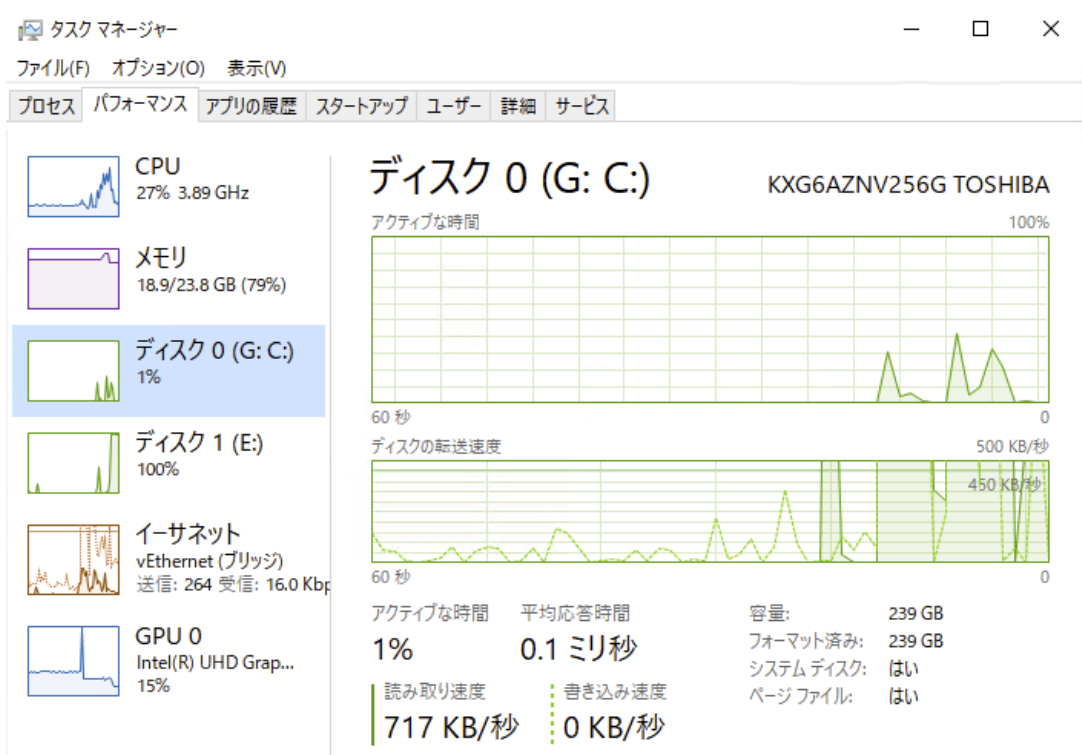 タスク マネージャー
ファイル(F) オプション(O) 表示(V)
プロセス パフォーマンス アプリの履歴 スタートアップ ユーザー 詳細 サービス
CPU
27% 3.89 GHz
メモリ
18.9/23.8 GB (79%)
ディスク 0 (G: C:)
1%
ディスク 1 (E:)
100%
イーサネット
vEthernet (ブリッジ)
送信: 264 受信: 16.0 Kbp
GPU 0
Intel(R) UHD Grap...
15%
ディスク 0 (G: C:) KXG6AZNV256G TOSHIBA
アクティブな時間 100%
60 秒 0
ディスクの転送速度 500 KB/秒
450 KB/秒
60 秒 0
アクティブな時間 平均応答時間
1% 0.1 ミリ秒
読み取り速度 書き込み速度
717 KB/秒 0 KB/秒
容量: 239 GB
フォーマット済み: 239 GB
システム ディスク: はい
ページ ファイル: はい